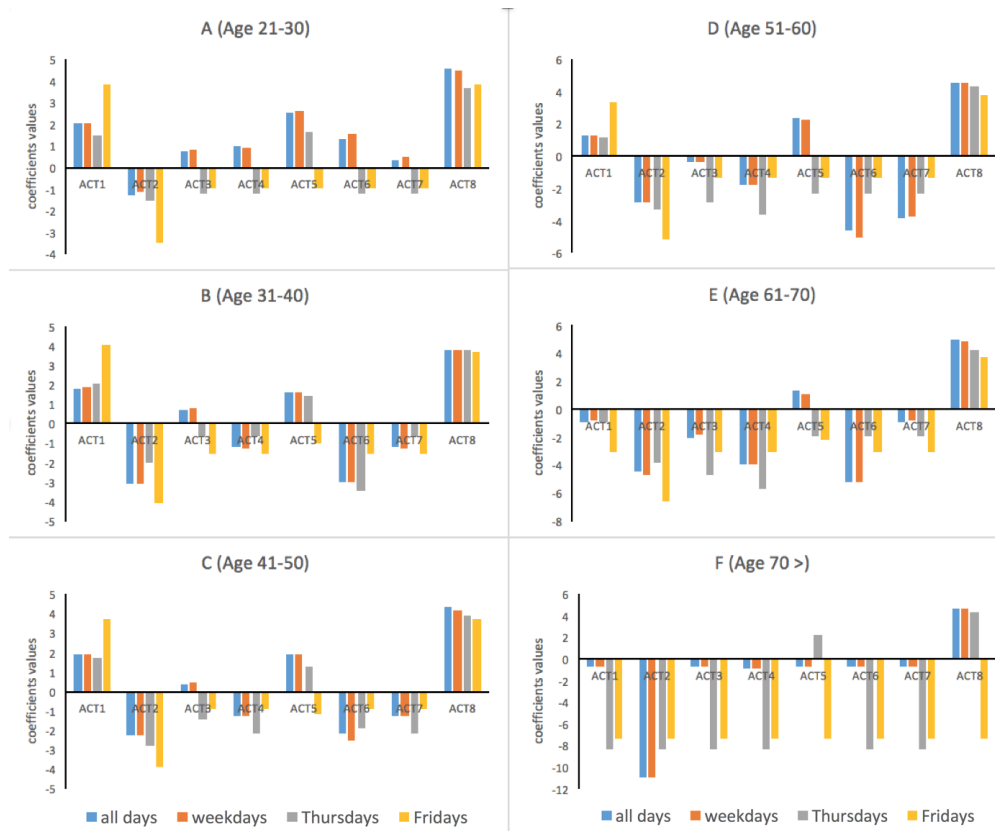 A (Age 21-30)
coefficients values
5
4
3
2
1
0
-1
-2
-3
-4
ACT1 ACT2 ACT3 ACT4 ACT5 ACT6 ACT7 ACT8
B (Age 31-40)
coefficients values
5
4
3
2
1
0
-1
-2
-3
-4
-5
ACT1 ACT2 ACT3 ACT4 ACT5 ACT6 ACT7 ACT8
C (Age 41-50)
coefficients values
5
4
3
2
1
0
-1
-2
-3
-4
-5
ACT1 ACT2 ACT3 ACT4 ACT5 ACT6 ACT7 ACT8
all days weekdays Thursdays Fridays
D (Age 51-60)
coefficients values
6
4
2
0
-2
-4
-6
ACT1 ACT2 ACT3 ACT4 ACT5 ACT6 ACT7 ACT8
E (Age 61-70)
coefficients values
6
4
2
0
-2
-4
-6
-8
ACT1 ACT2 ACT3 ACT4 ACT5 ACT6 ACT7 ACT8
F (Age 70 >)
coefficients values
6
4
2
0
-2
-4
-6
-8
-10
-12
ACT1 ACT2 ACT3 ACT4 ACT5 ACT6 ACT7 ACT8
all days weekdays Thursdays Fridays